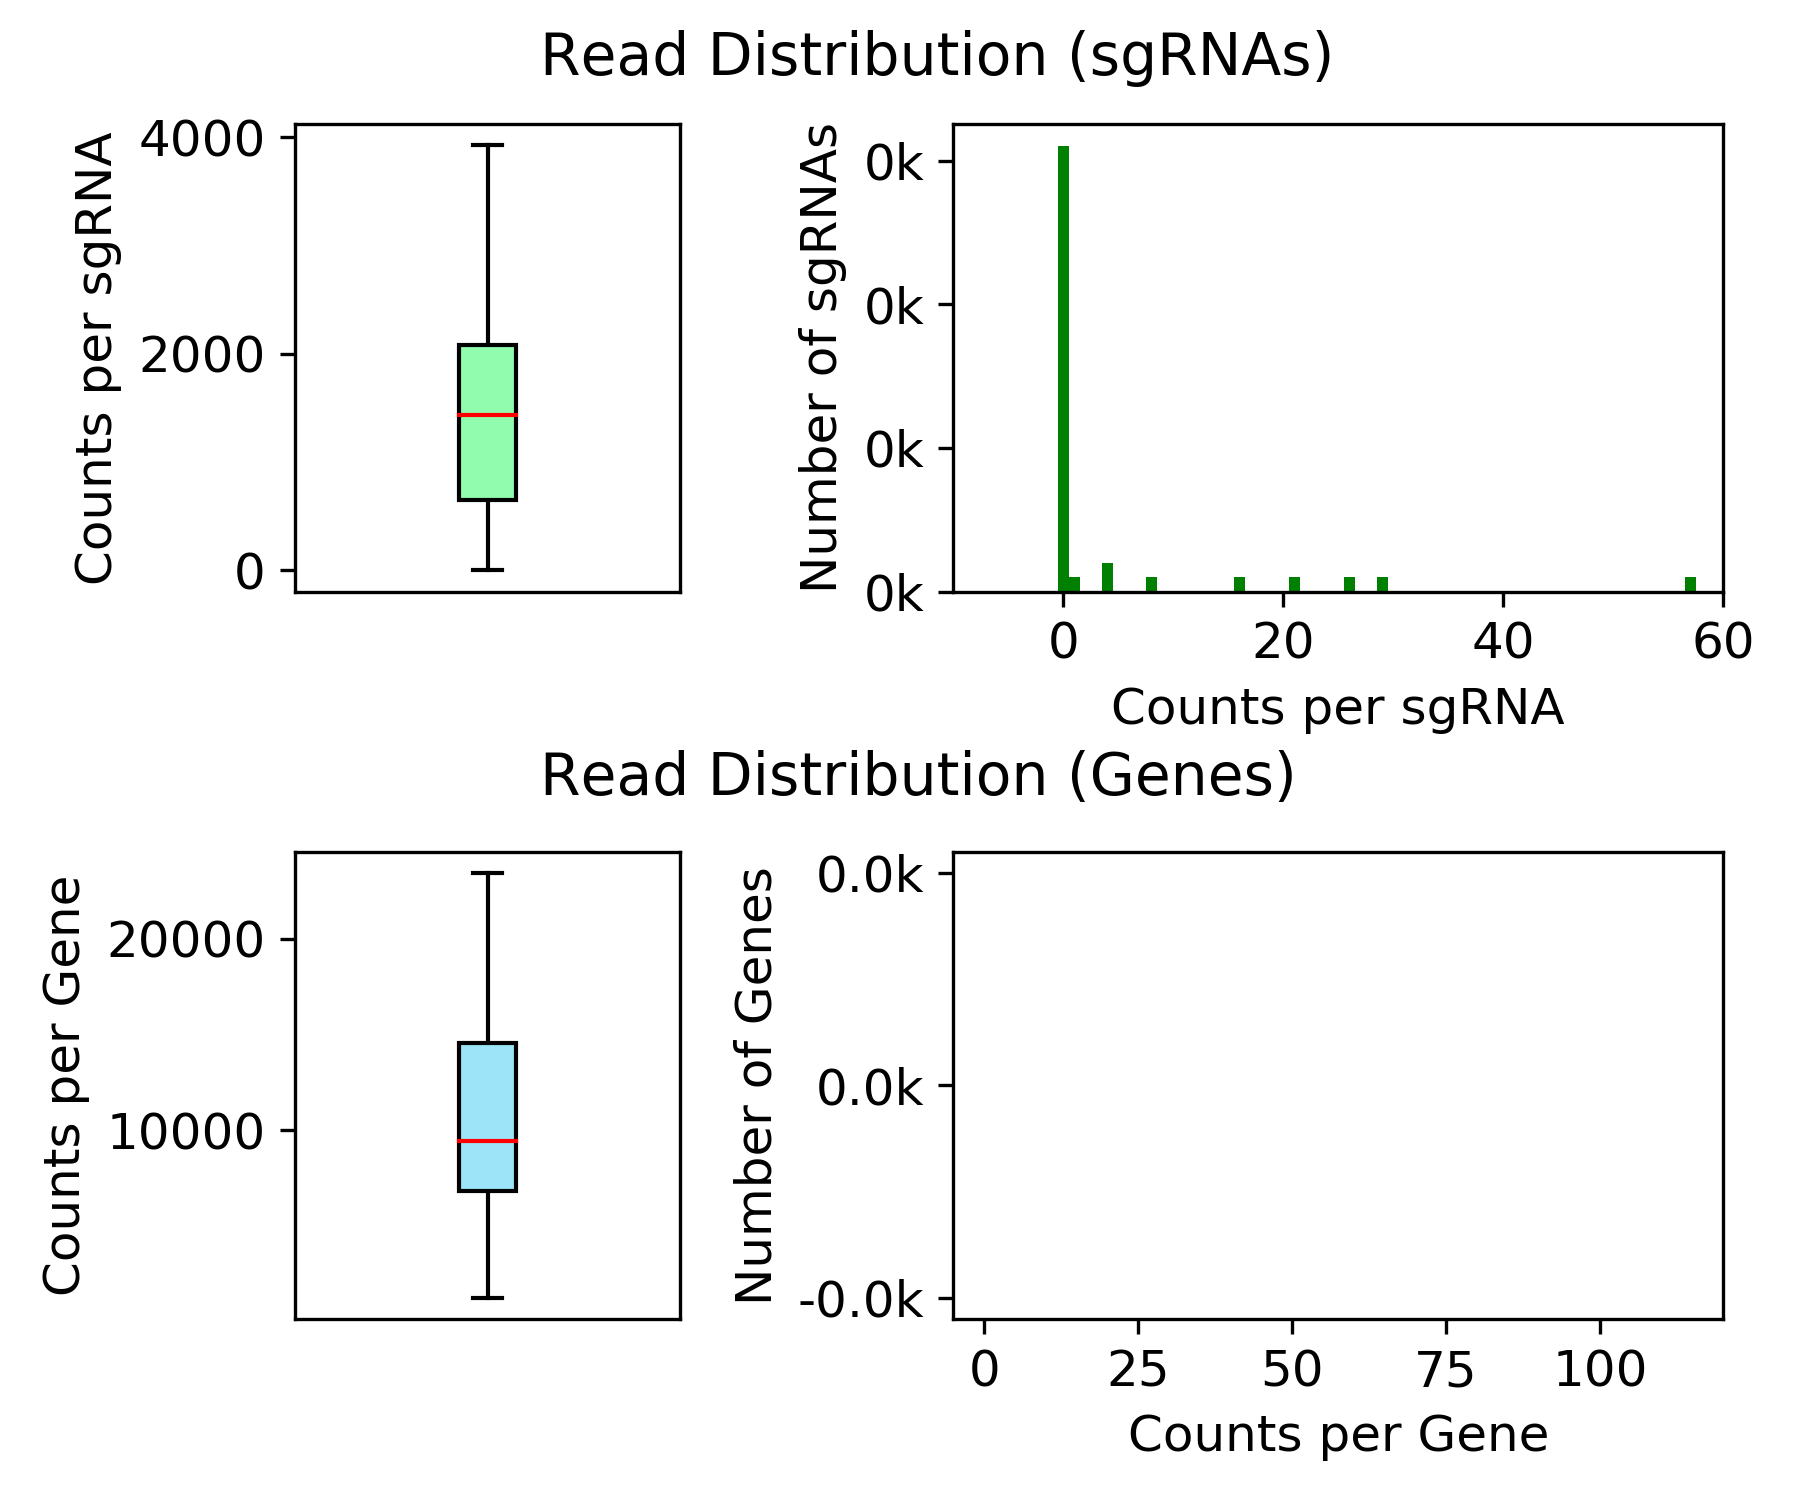 Read Distribution (sgRNAs)
Counts per sgRNA
4000
2000
0
Number of sgRNAs
0k
0k
0k
0k
0 20 40 60
Counts per sgRNA
Read Distribution (Genes)
Counts per Gene
20000
10000
Number of Genes
0.0k
0.0k
-0.0k
0 25 50 75 100
Counts per Gene